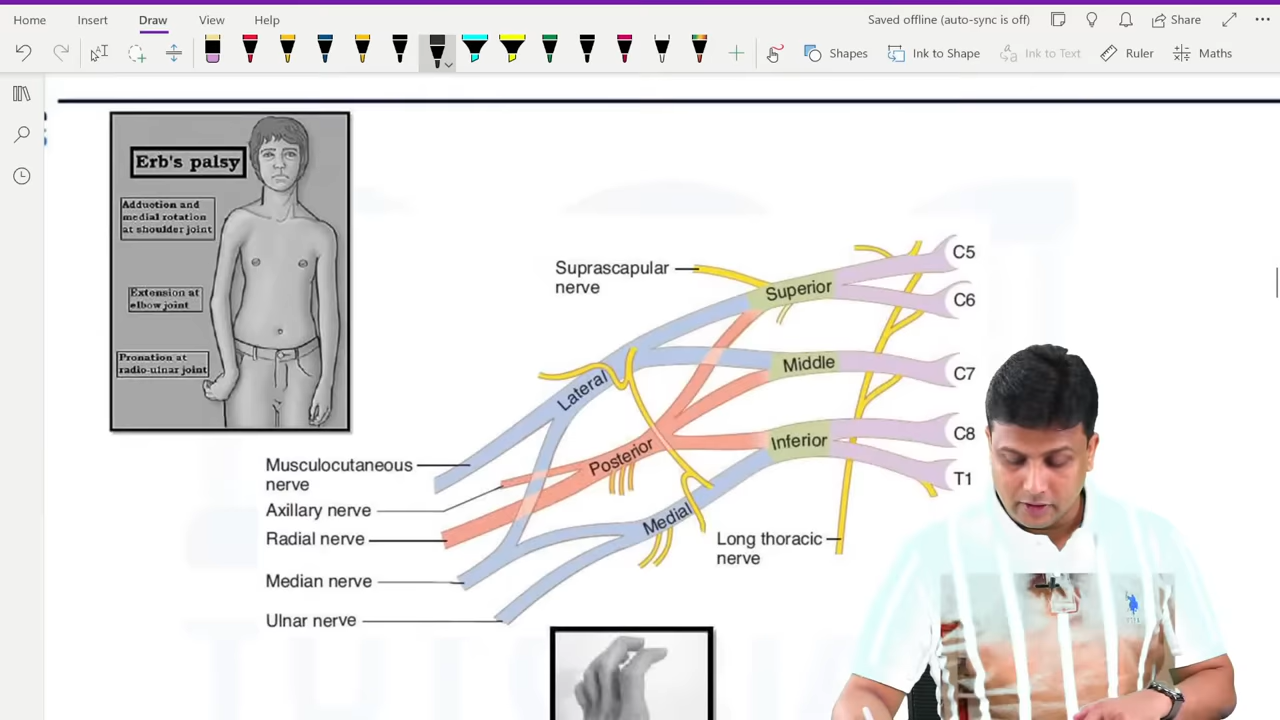 Home Insert Draw View Help
Saved offline (auto-sync is off) Share
Shapes Ink to Shape Ink to Text Ruler Maths
Erb's palsy
Adduction and
medial rotation
at shoulder joint
Extension at
elbow joint
Pronation at
radio-ulnar joint
Suprascapular
nerve
Superior
Middle
Inferior
Lateral
Posterior
Medial
C5
C6
C7
C8
T1
Musculocutaneous
nerve
Axillary nerve
Radial nerve
Median nerve
Ulnar nerve
Long thoracic
nerve